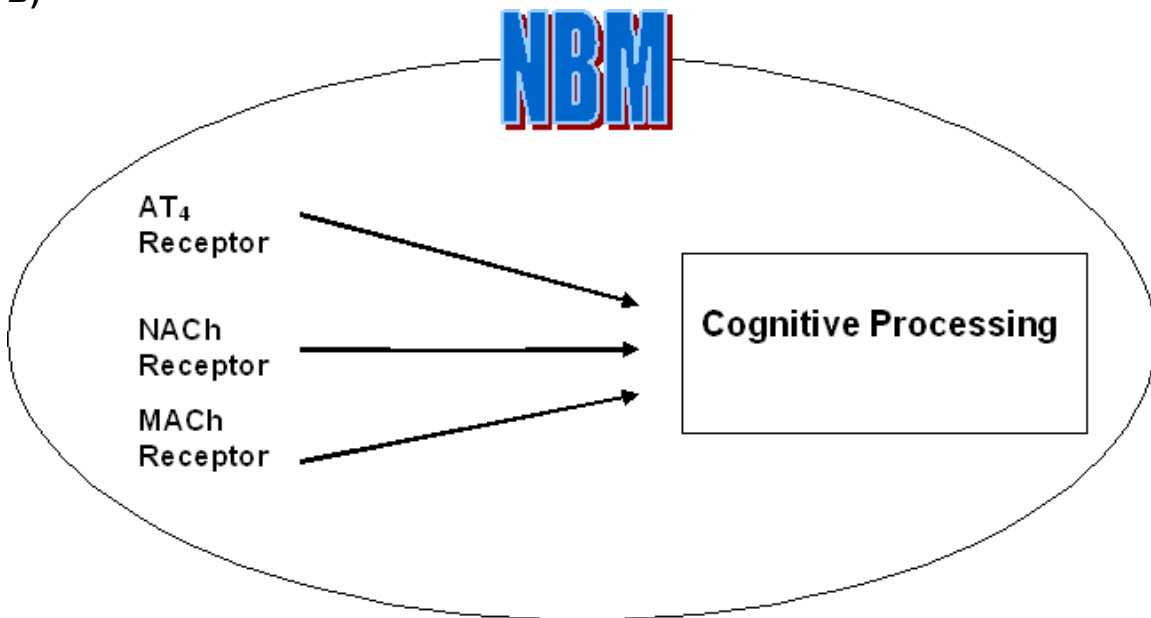 B)
NBM
AT₄
Receptor
NACh
Receptor
MACh
Receptor
Cognitive Processing